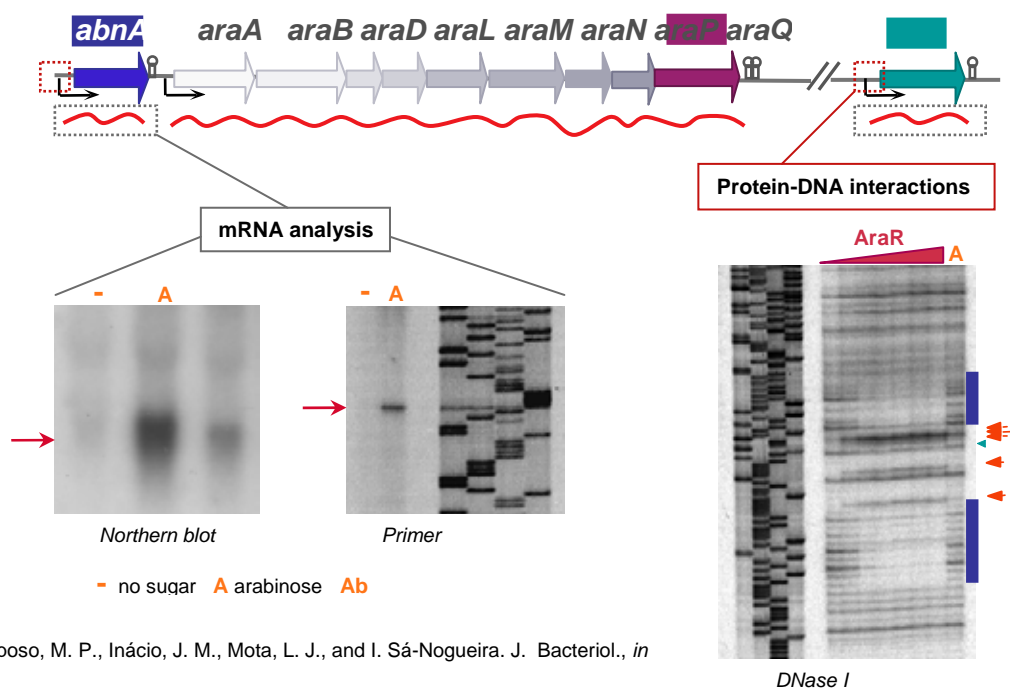 abnA araA araB araD araL araM araN araP araQ
Protein-DNA interactions
mRNA analysis
AraR A
- A
- A
Northern blot
Primer
- no sugar A arabinose Ab
M. P., Inácio, J. M., Mota, L. J., and I. Sá-Nogueira. J. Bacteriol., in
DNase I